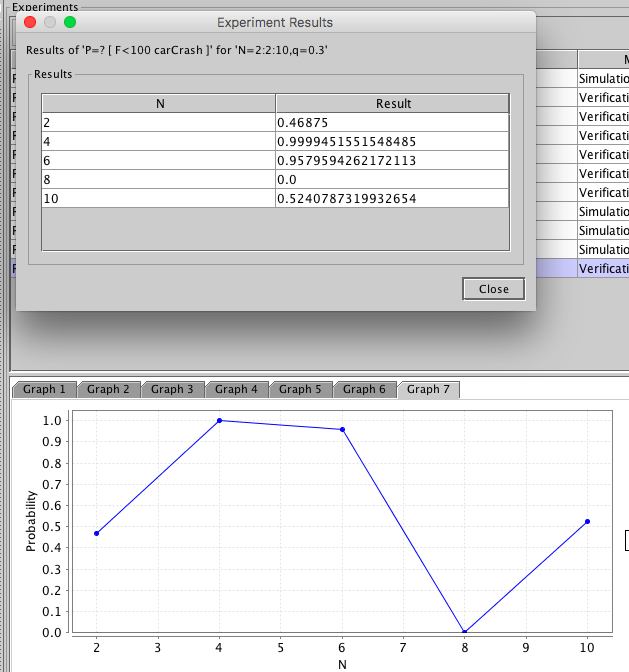 Experiments
Experiment Results
Results of 'P=? [ F<100 carCrash ]' for 'N=2:2:10,q=0.3'
Results
N Result
2 0.46875
4 0.9999451551548485
6 0.9579594262172113
8 0.0
10 0.5240787319932654
Close
Simulatio
Verificati
Verificati
Verificati
Verificati
Verificati
Verificati
Simulatio
Simulatio
Simulatio
Verificati
Graph 1 Graph 2 Graph 3 Graph 4 Graph 5 Graph 6 Graph 7
1.0
0.9
0.8
0.7
0.6
0.5
0.4
0.3
0.2
0.1
0.0
Probability
2 3 4 5 6 7 8 9 10
N